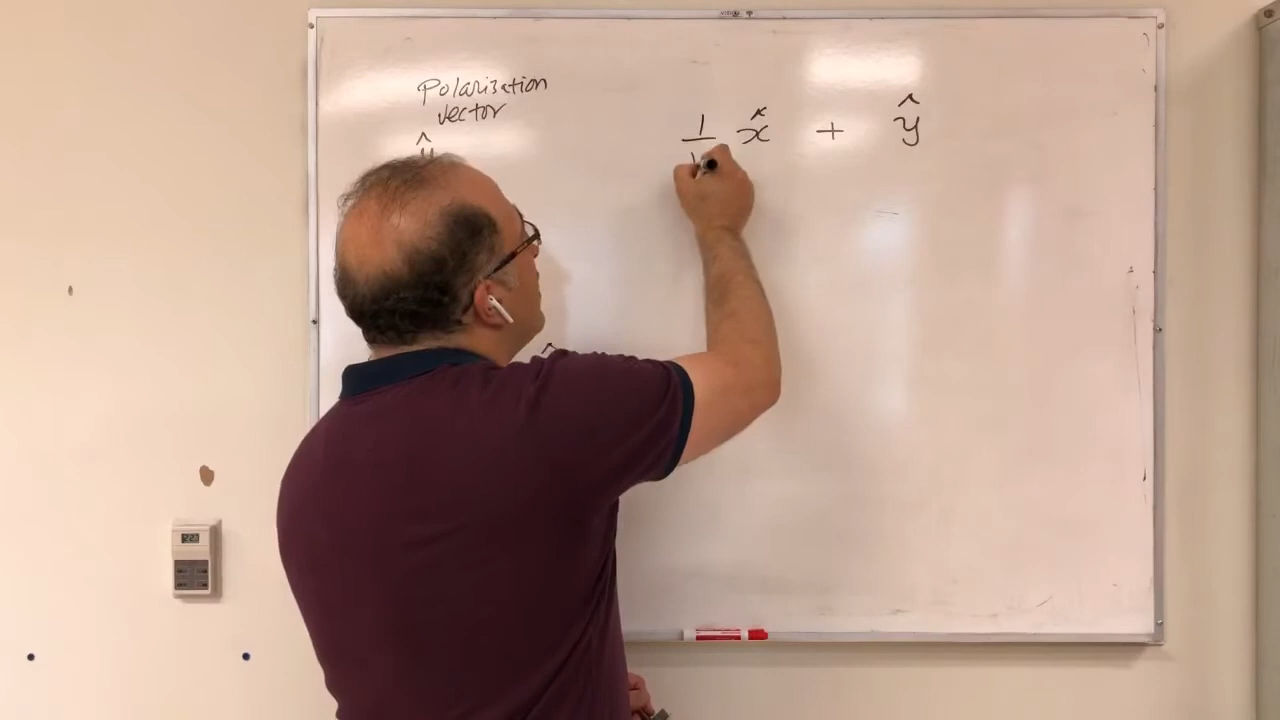 Polarization
vector
1 x̂ + ŷ